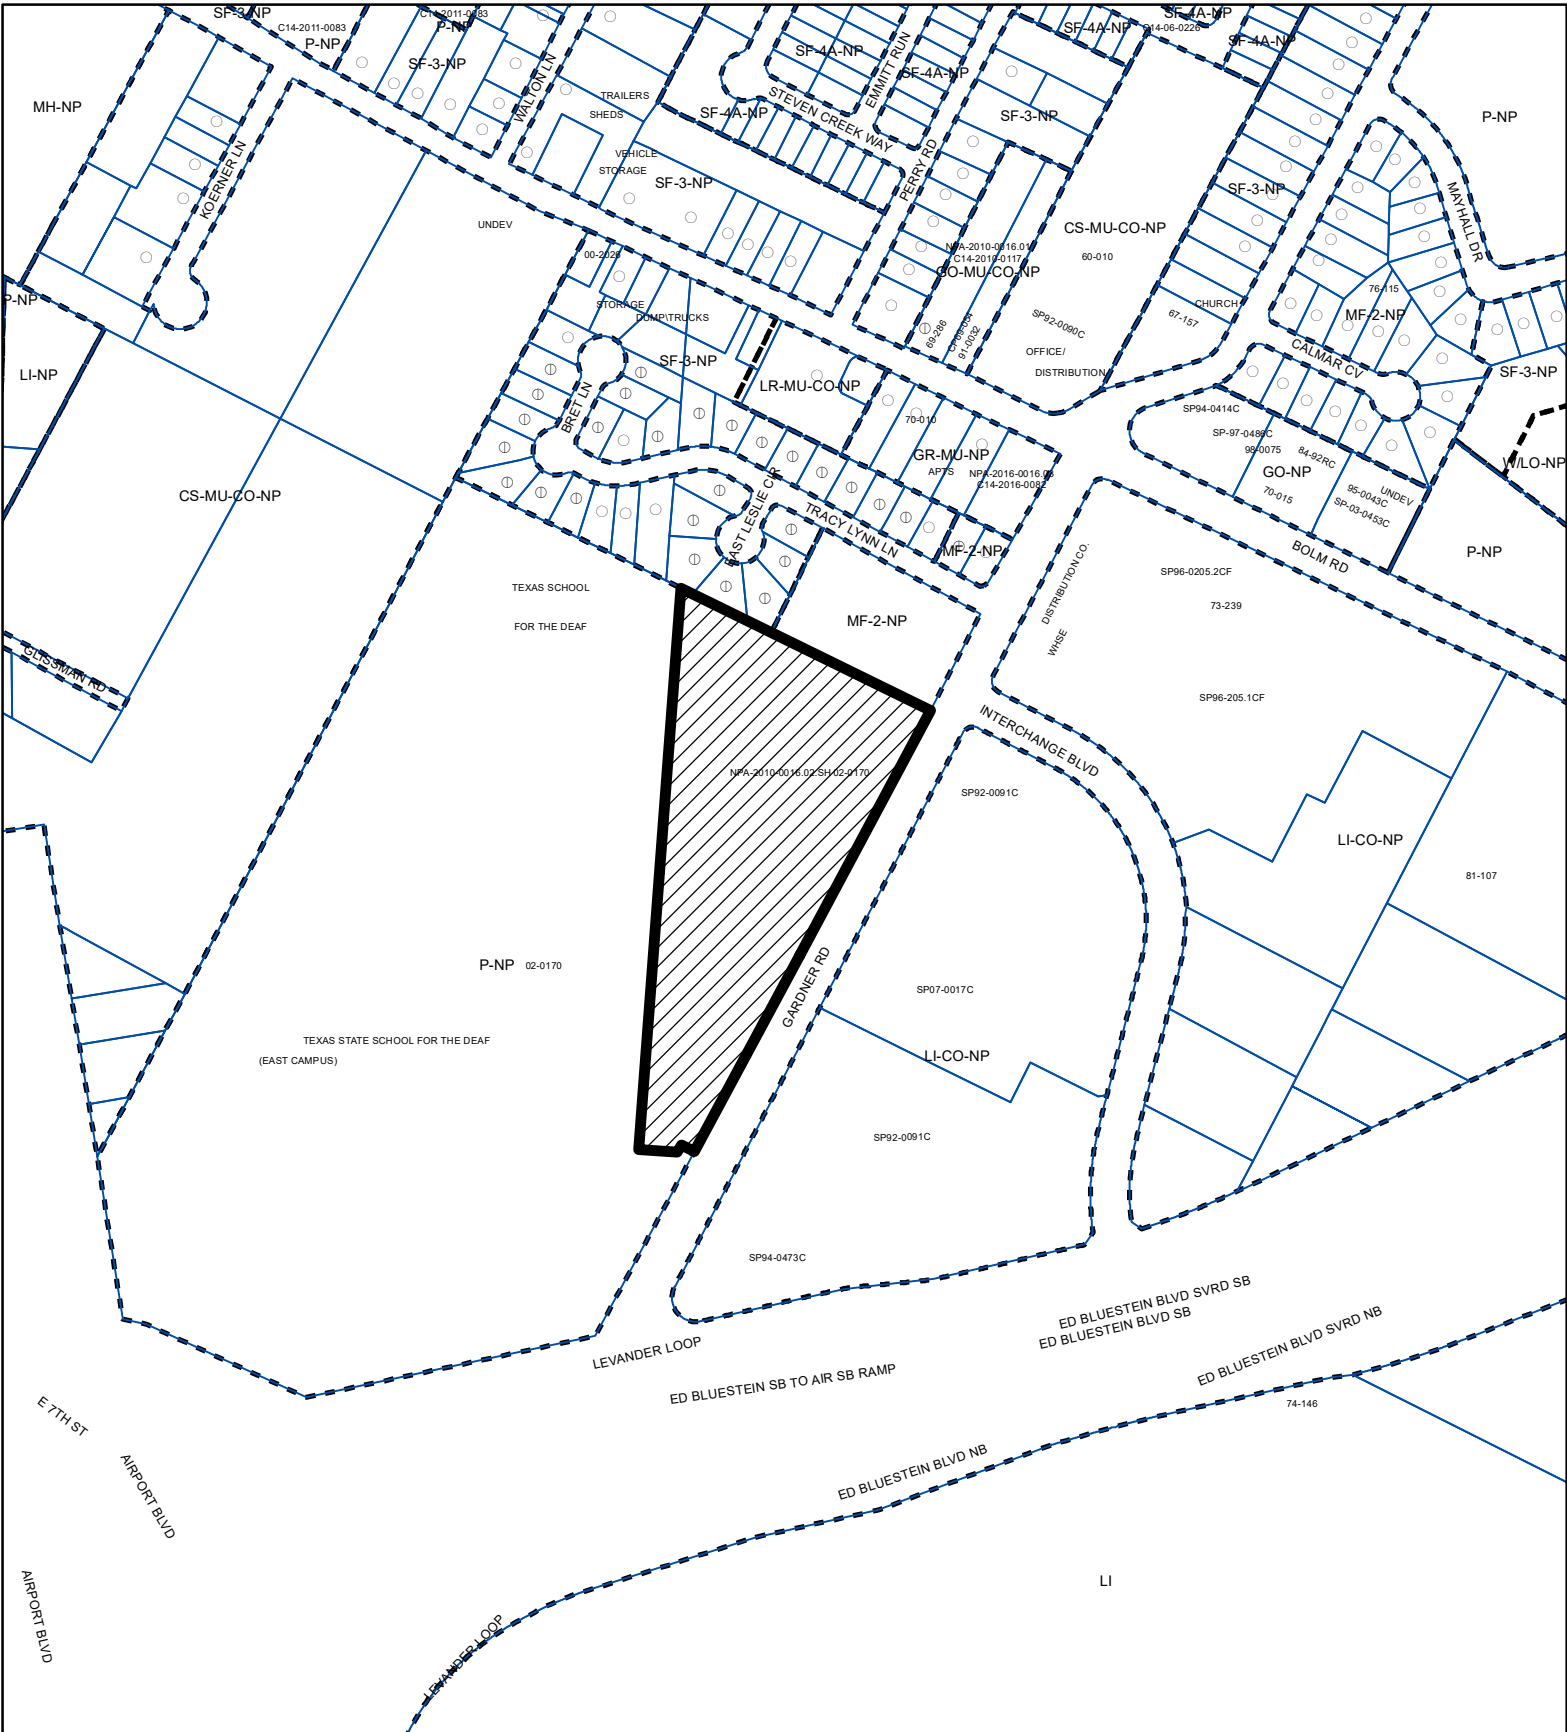 SF-3-NP
C14-2011-0083
P-NP
C14-2011-0083
P-NP
SF-3-NP
WALTON LN
SF-4A-NP
EMMITT RUN
SF-4A-NP
SF-4A-NP
SF-4A-NP
C14-06-0226
SF-4A-NP
MH-NP
TRAILERS
SHEDS
SF-4A-NP
STEVEN CREEK WAY
SF-3-NP
P-NP
VEHICLE
STORAGE
SF-3-NP
PERRY RD
KOERNER LN
SF-3-NP
MAYHALL DR
UNDEV
CS-MU-CO-NP
NPA-2010-0016.01
C14-2010-0117
GO-MU-CO-NP
60-010
00-2026
P-NP
STORAGE
DUMP\TRUCKS
69-286
91-0032
SP92-0090C
CHURCH
67-157
76-115
MF-2-NP
OFFICE/
DISTRIBUTION
CALMAR CV
LI-NP
SF-3-NP
LR-MU-CO-NP
SF-3-NP
BRET LN
70-010
SP94-0414C
SP-97-0486C
98-0075
84-92RC
GO-NP
70-015
95-0043C
UNDEV
SP-03-0453C
W/LO-NP
GR-MU-NP
APTS
NPA-2016-0016.03
C14-2016-0082
CS-MU-CO-NP
EAST LESLIE CIR
TRACY LYNN LN
MF-2-NP
BOLM RD
P-NP
TEXAS SCHOOL
FOR THE DEAF
MF-2-NP
DISTRIBUTION CO.
WHSE
SP96-0205.2CF
73-239
GLISSMAN RD
SP96-205.1CF
INTERCHANGE BLVD
NPA-2010-0016.02.SH
02-0170
SP92-0091C
LI-CO-NP
81-107
P-NP
02-0170
GARDNER RD
SP07-0017C
TEXAS STATE SCHOOL FOR THE DEAF
(EAST CAMPUS)
LI-CO-NP
SP92-0091C
SP94-0473C
ED BLUESTEIN BLVD SVRD SB
ED BLUESTEIN BLVD SB
LEVANDER LOOP
ED BLUESTEIN SB TO AIR SB RAMP
ED BLUESTEIN BLVD SVRD NB
74-146
E 7TH ST
AIRPORT BLVD
ED BLUESTEIN BLVD NB
LI
AIRPORT BLVD
LEVANDER LOOP